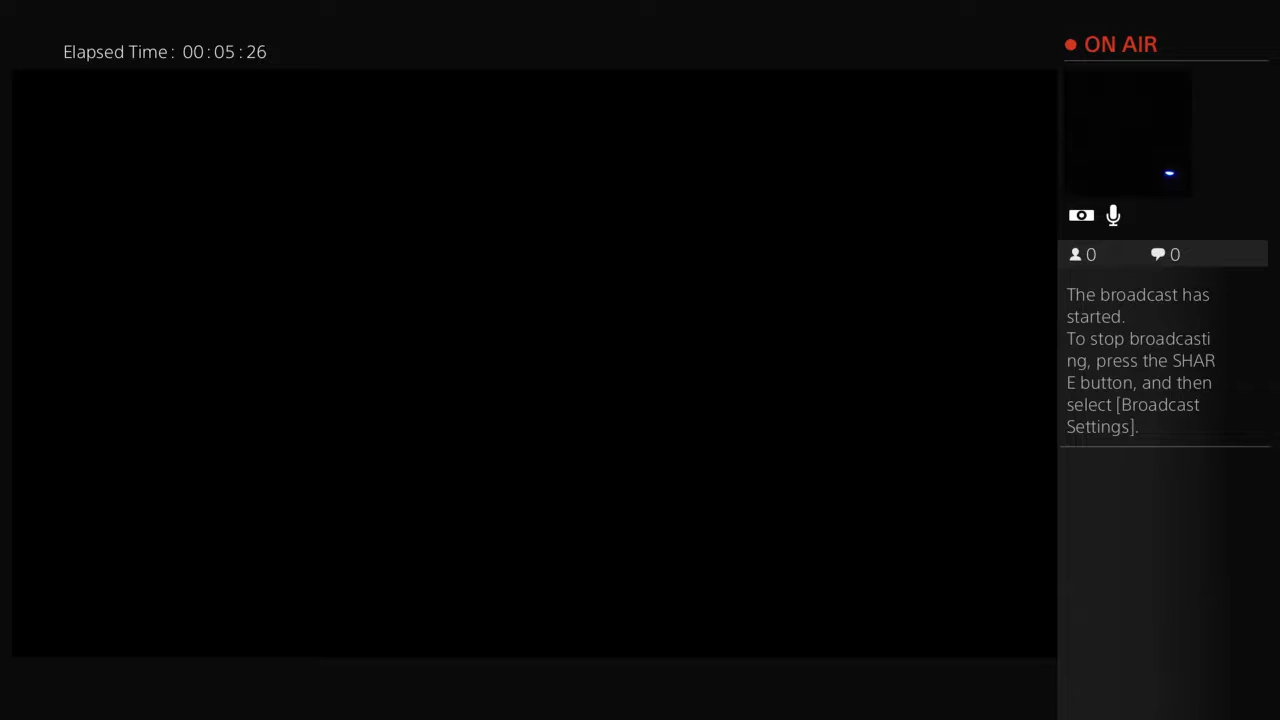 Elapsed Time: 00:05:26
ON AIR
0 0
The broadcast has
started.
To stop broadcasti
ng, press the SHAR
E button, and then
select [Broadcast
Settings].